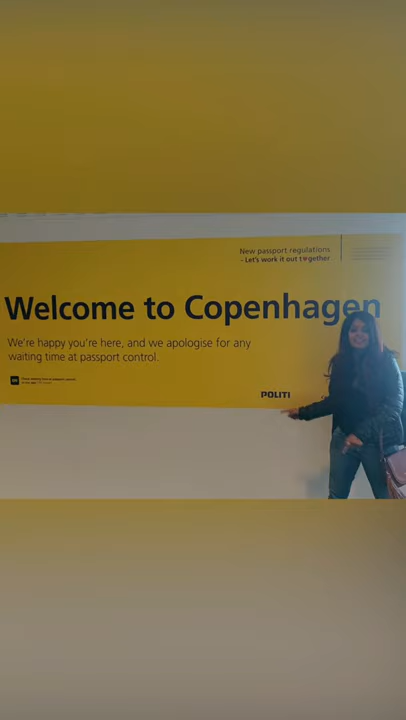 New passport regulations
- Let's work it out t♥gether
Welcome to Copenhagen
We're happy you're here, and we apologise for any
waiting time at passport control.
POLITI